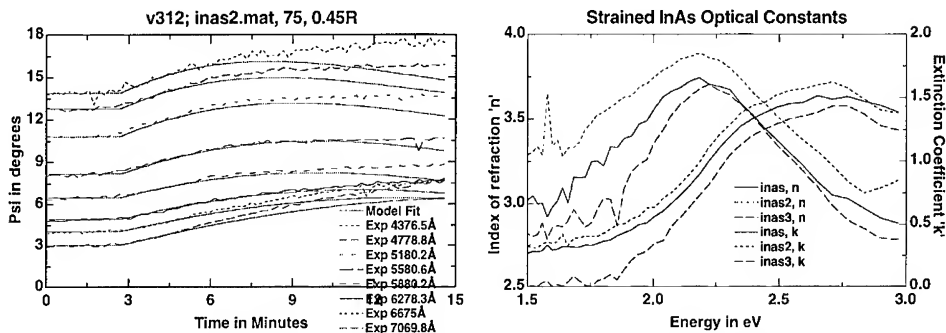 v312; inas2.mat, 75, 0.45R
Psi in degrees
18
15
12
9
6
3
0
0
3
6
9
12
15
Time in Minutes
Model Fit
Exp 4376.5Å
Exp 4778.8Å
Exp 5180.2Å
Exp 5580.6Å
Exp 5880.2Å
Exp 6278.3Å
Exp 6675Å
Exp 7069.8Å
Strained InAs Optical Constants
Index of refraction 'n'
4.0
3.5
3.0
2.5
1.5
2.0
2.5
3.0
Energy in eV
2.0
1.5
1.0
0.5
0.0
Extinction Coefficient 'k'
inas, n
inas2, n
inas3, n
inas, k
inas2, k
inas3, k